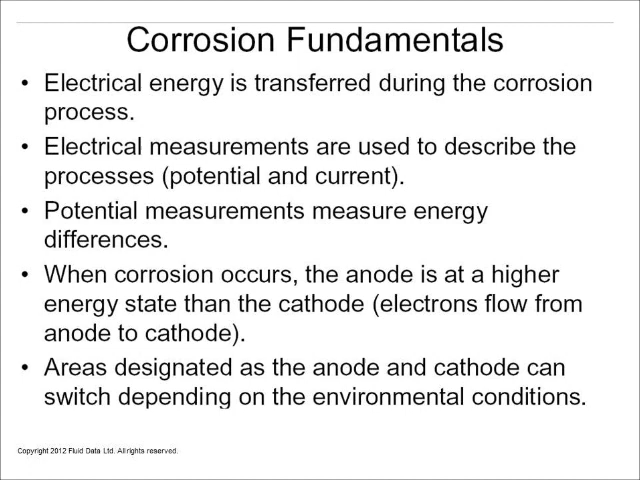 Corrosion Fundamentals
• Electrical energy is transferred during the corrosion
process.
• Electrical measurements are used to describe the
processes (potential and current).
• Potential measurements measure energy
differences.
• When corrosion occurs, the anode is at a higher
energy state than the cathode (electrons flow from
anode to cathode).
• Areas designated as the anode and cathode can
switch depending on the environmental conditions.
Copyright 2012 Fluid Data Ltd. All rights reserved.